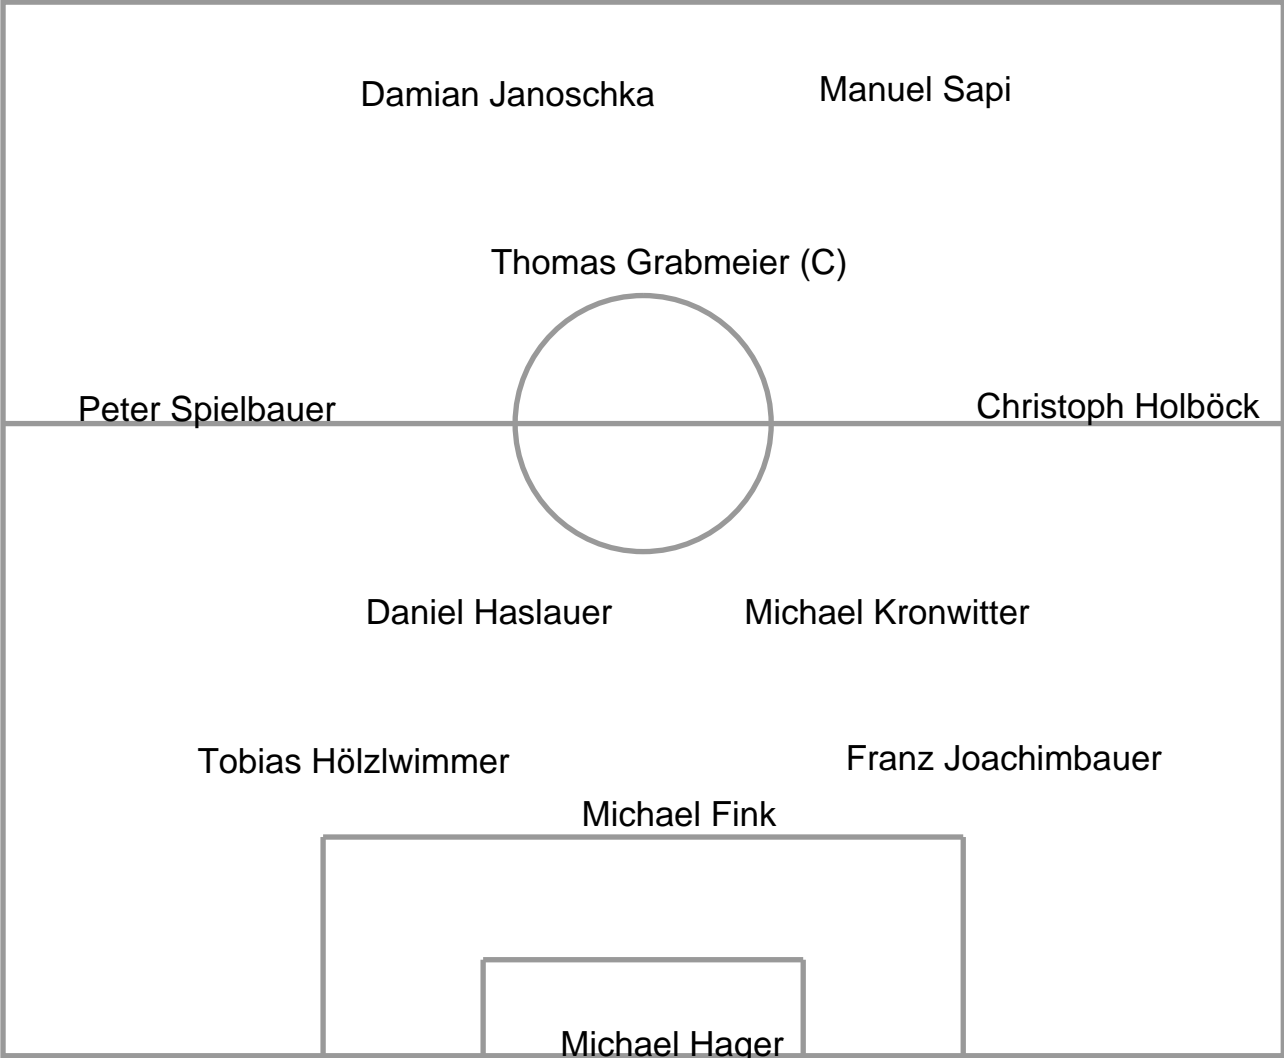 Damian Janoschka
Manuel Sapi
Thomas Grabmeier (C)
Peter Spielbauer
Christoph Holböck
Daniel Haslauer
Michael Kronwitter
Tobias Hölzlwimmer
Franz Joachimbauer
Michael Fink
Michael Hager